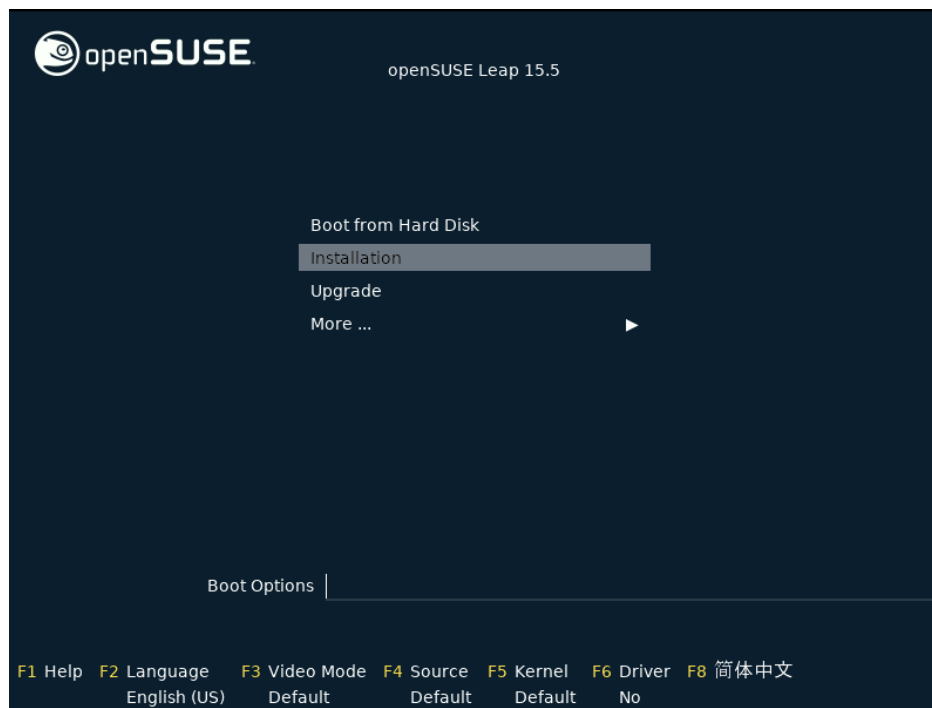 openSUSE.
openSUSE Leap 15.5
Boot from Hard Disk
Installation
Upgrade
More ...
Boot Options
F1 Help F2 Language F3 Video Mode F4 Source F5 Kernel F6 Driver F8 简体中文
English (US) Default Default Default No